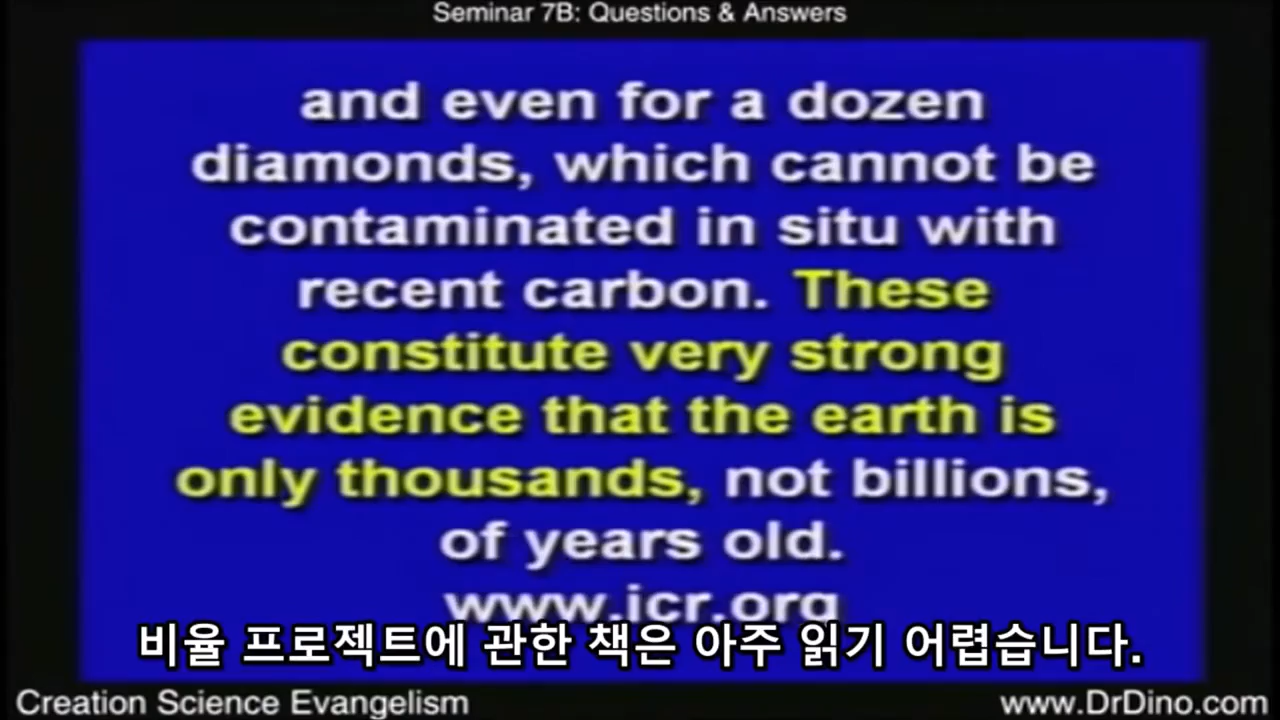 Seminar 7B: Questions & Answers
and even for a dozen
diamonds, which cannot be
contaminated in situ with
recent carbon. These
constitute very strong
evidence that the earth is
only thousands, not billions,
of years old.
www.icr.org
비율 프로젝트에 관한 책은 아주 읽기 어렵습니다.
Creation Science Evangelism
www.DrDino.com